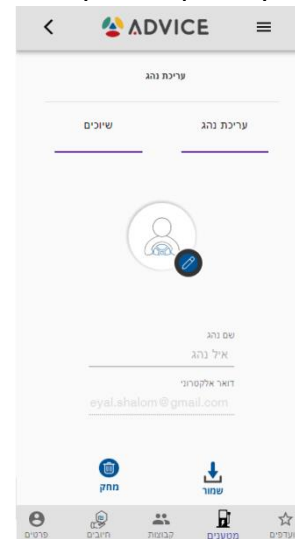 ADVICE
עריכת נהג
עריכת נהג
שיוכים
שם נהג
איל נהג
דואר אלקטרוני
eyal.shalom@gmail.com
שמור
מחק
ועדפים
מטענים
קבוצות
חיובים
פרטים